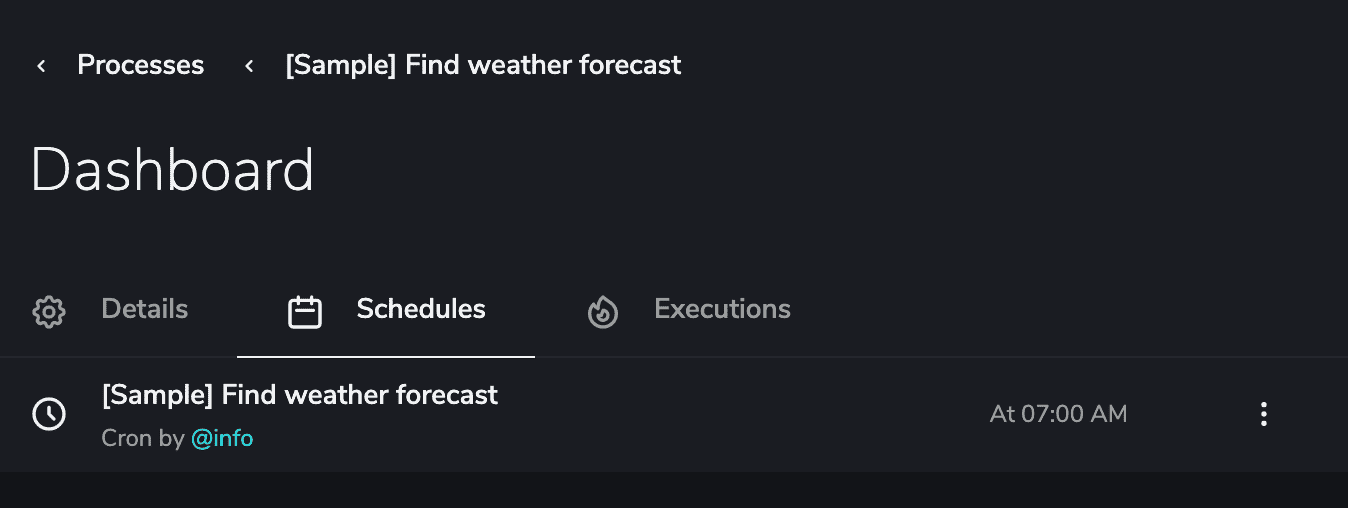 Processes [Sample] Find weather forecast
Dashboard
Details Schedules Executions
[Sample] Find weather forecast
Cron by @info
At 07:00 AM